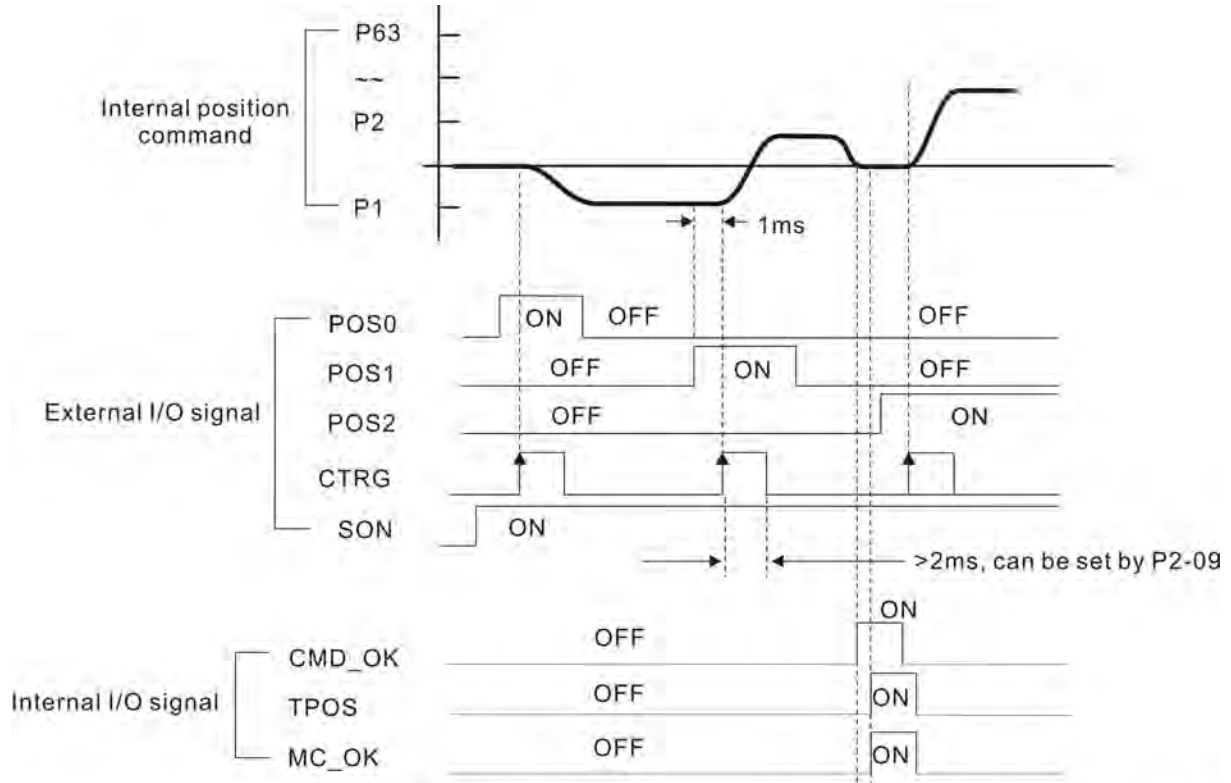 P63
~~
Internal position
command
P2
P1
1ms
POS0
ON
OFF
OFF
POS1
OFF
ON
OFF
External I/O signal
POS2
OFF
ON
CTRG
SON
ON
>2ms, can be set by P2-09
ON
CMD_OK
OFF
Internal I/O signal
TPOS
OFF
ON
MC_OK
OFF
ON